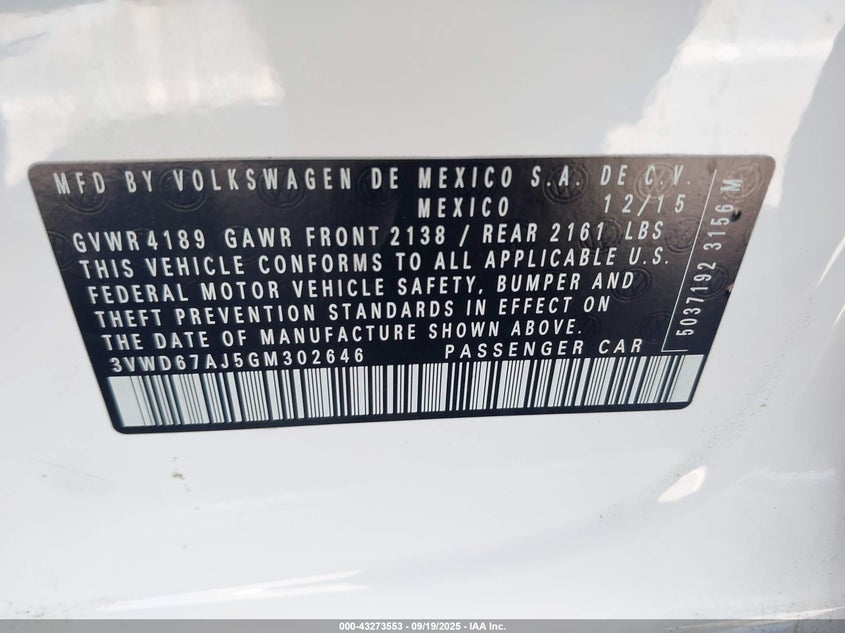 MFD BY VOLKSWAGEN DE MEXICO S.A. DE C.V.
MEXICO 12/15
GVWR 4189 GAWR FRONT 2138 / REAR 2161 LBS
THIS VEHICLE CONFORMS TO ALL APPLICABLE U.S.
FEDERAL MOTOR VEHICLE SAFETY, BUMPER AND
THEFT PREVENTION STANDARDS IN EFFECT ON
THE DATE OF MANUFACTURE SHOWN ABOVE.
3VWD67AJ5GM302646 PASSENGER CAR
5037192 3156 M
000-43273553 | 09/19/2025 - IAA Inc.